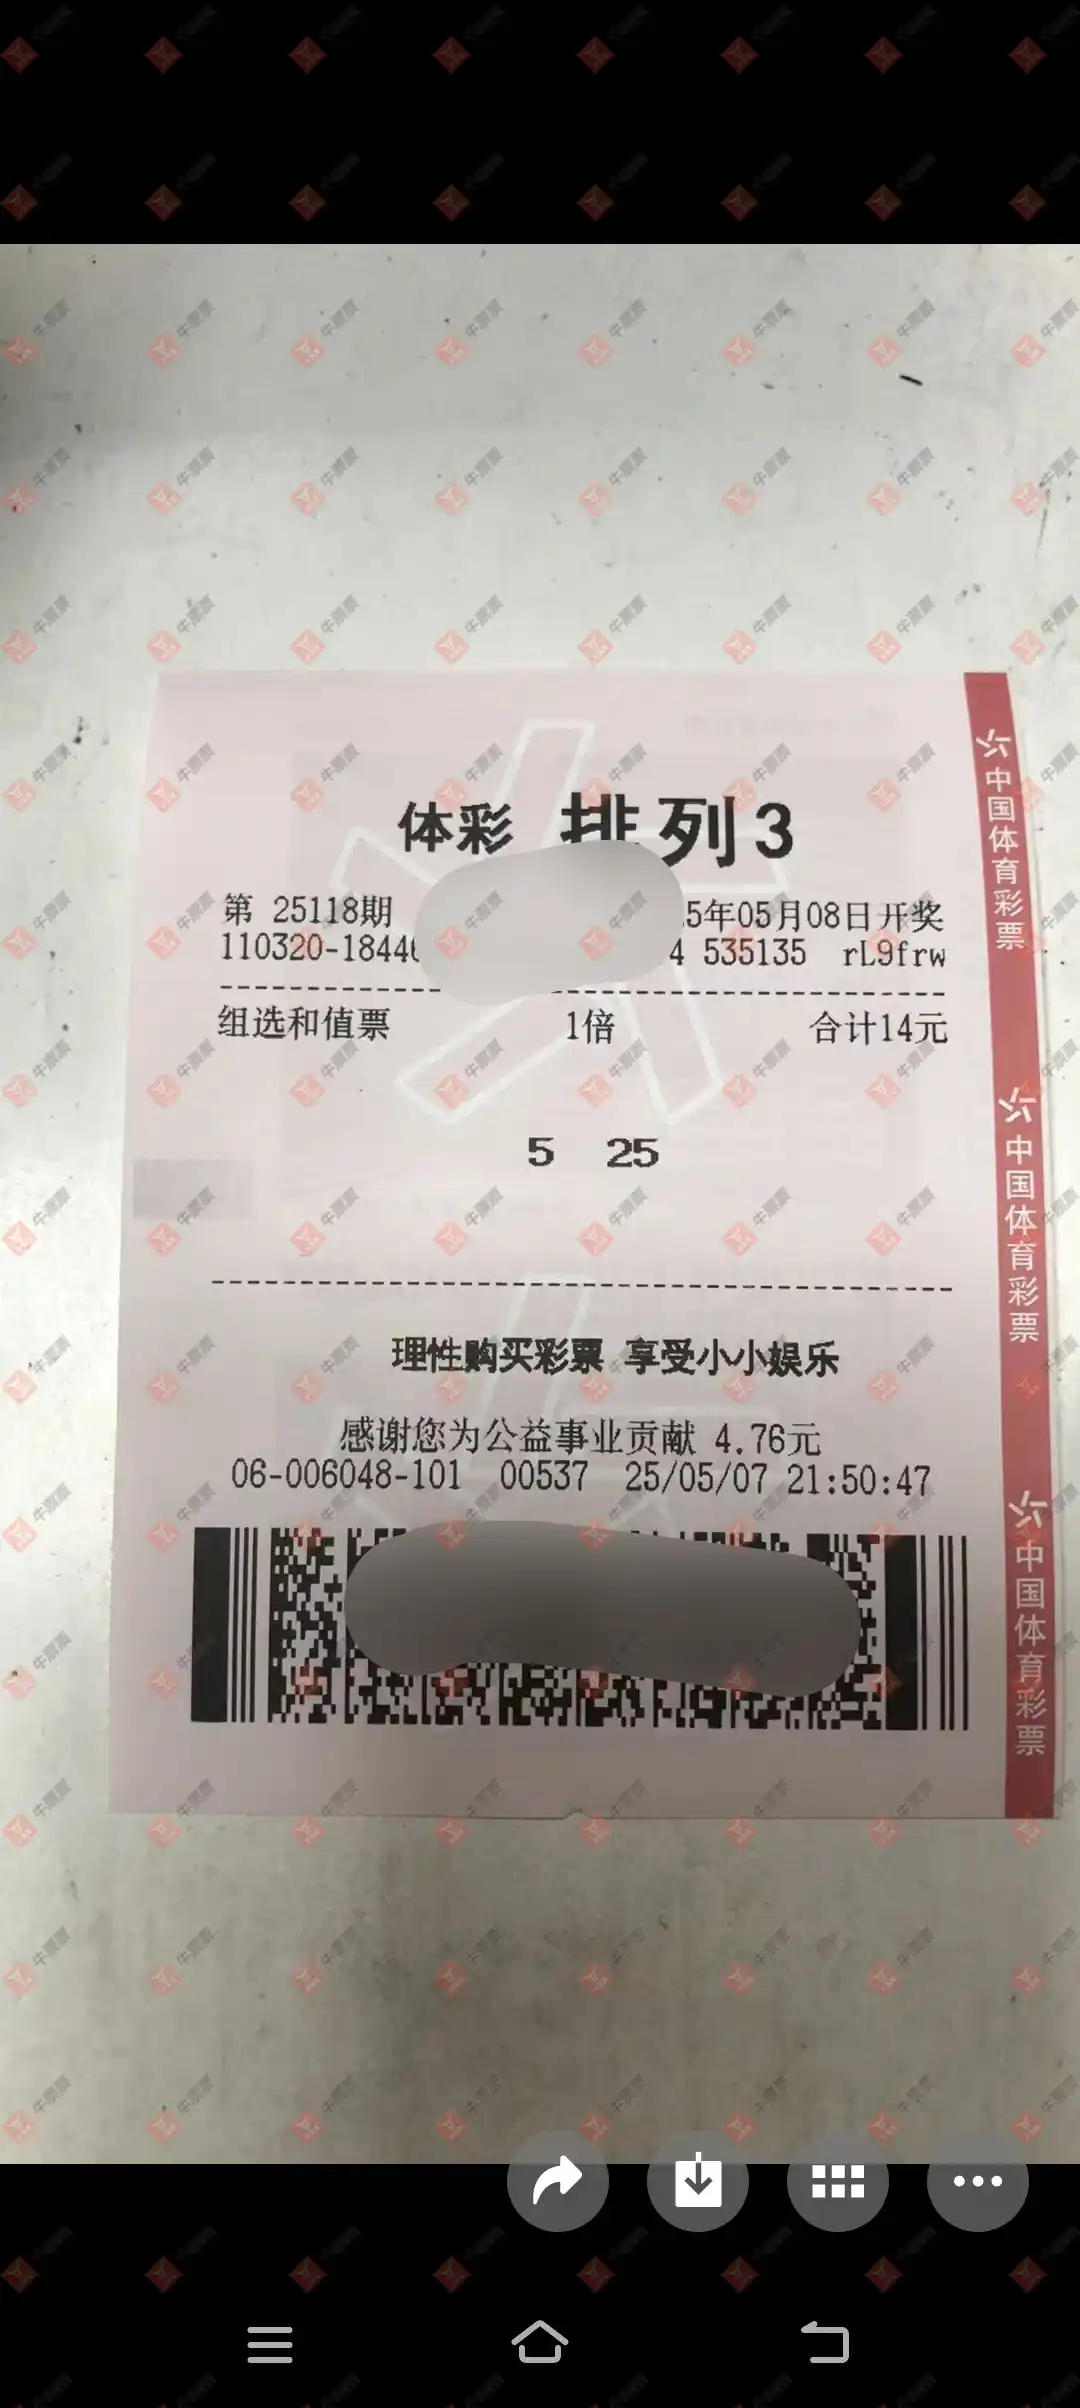 体彩 排列3
第 25118期 5年05月08日开奖
110320-1844 4 535135 rL9frw
组选和值票 1倍 合计14元
5 25
理性购买彩票 享受小小娱乐
感谢您为公益事业贡献 4.76元
06-006048-101 00537 25/05/07 21:50:47
中国体育彩票
中国体育彩票
中国体育彩票
牛票票